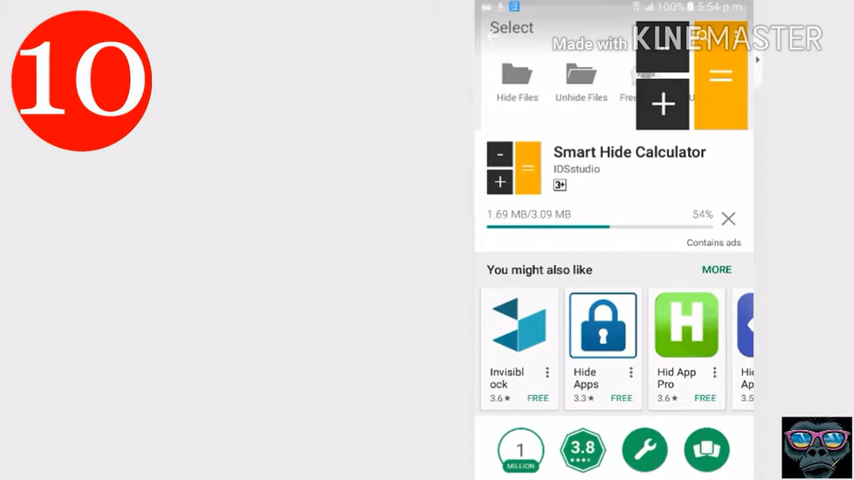 10
100% 5:54 p.m.
Select
Made with KINEMASTER
Hide Files
Unhide Files
Smart Hide Calculator
IDSstudio
3+
1.69 MB/3.09 MB
54%
Contains ads
You might also like
MORE
Invisibl
ock
3.6★ FREE
Hide
Apps
3.3★ FREE
Hid App
Pro
3.6★ FREE
H
1
MILLION
3.8